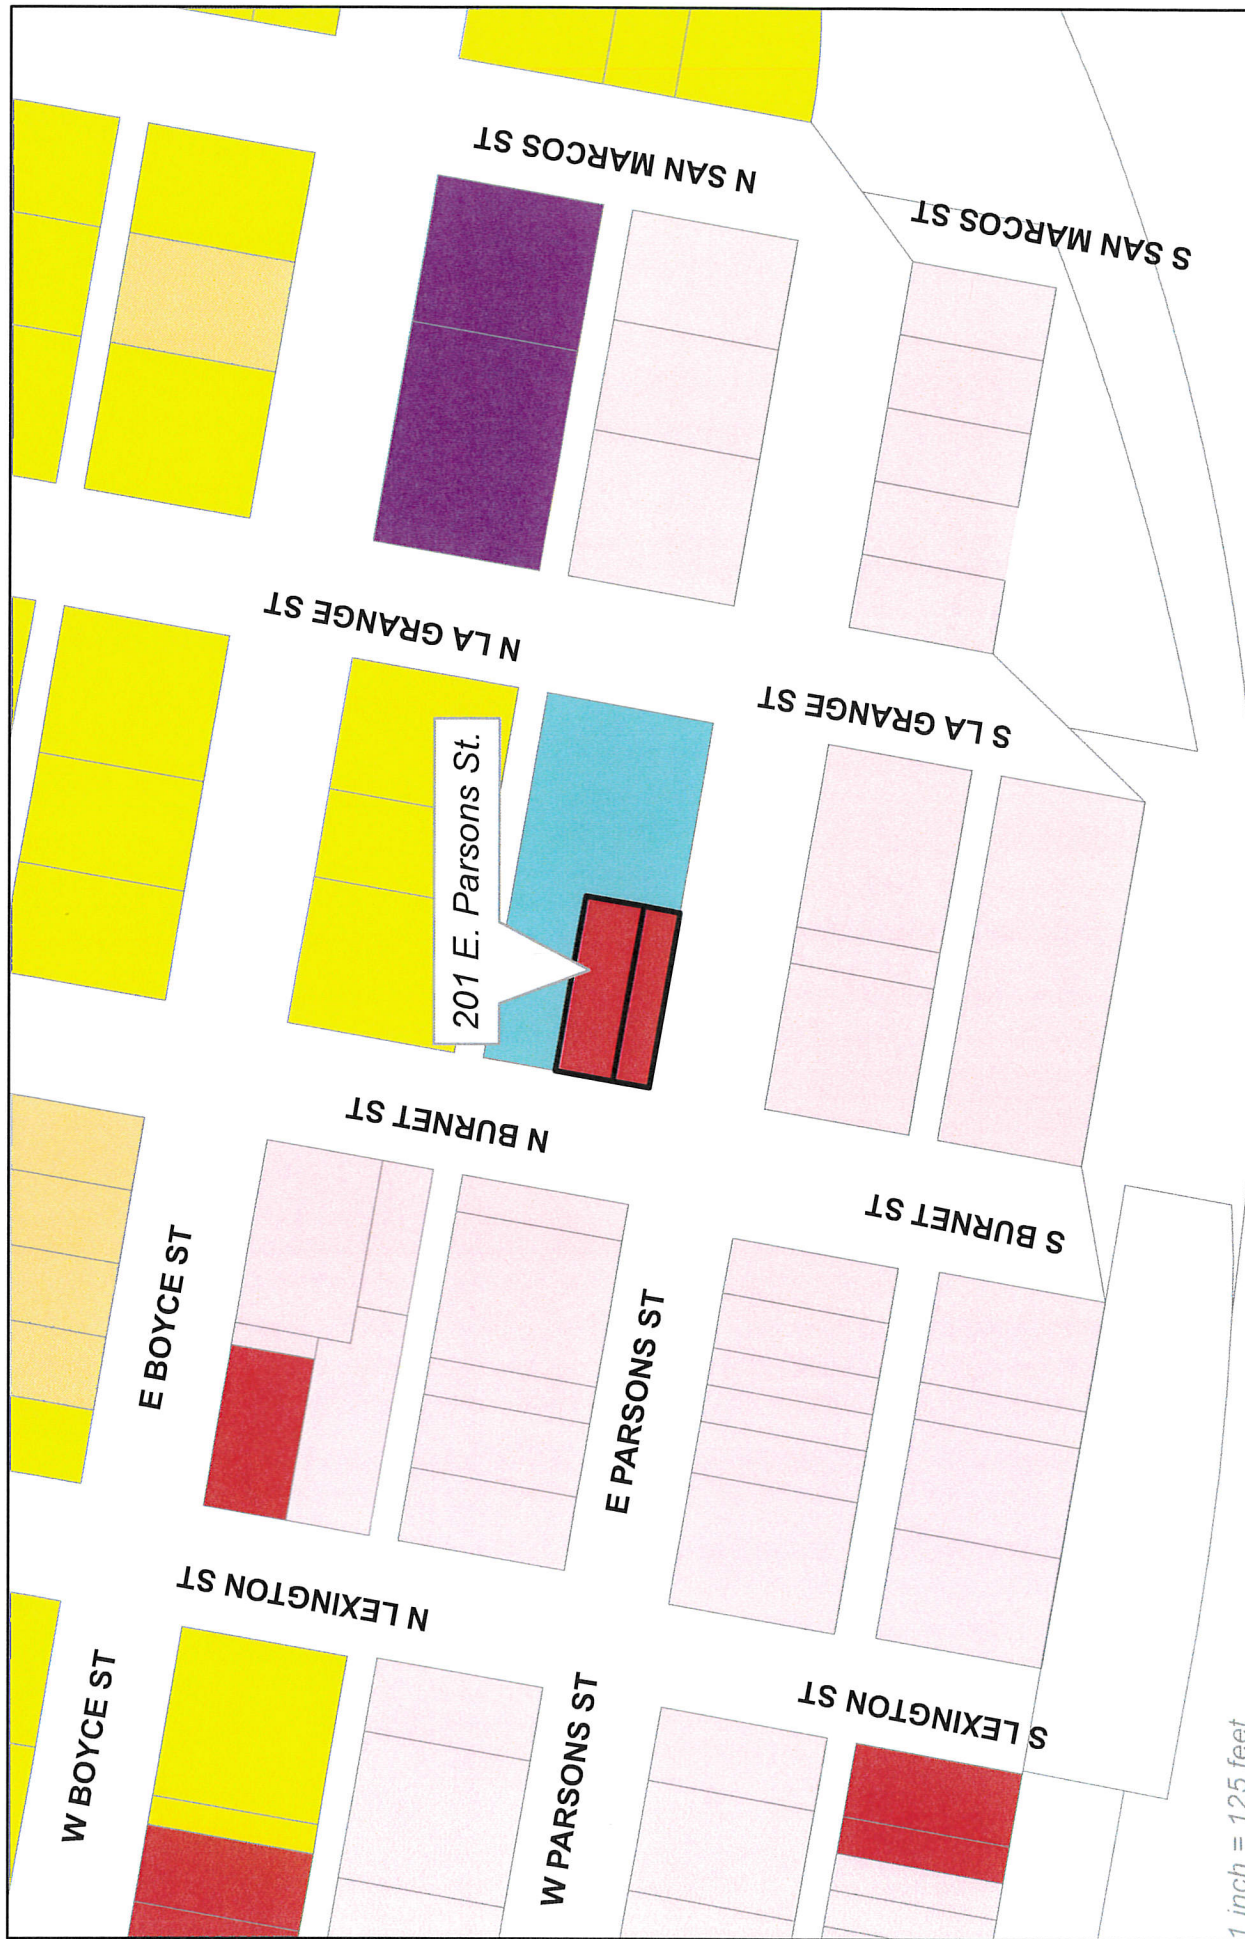 N SAN MARCOS ST
S SAN MARCOS ST
N LA GRANGE ST
S LA GRANGE ST
201 E. Parsons St.
N BURNET ST
S BURNET ST
E BOYCE ST
E PARSONS ST
N LEXINGTON ST
S LEXINGTON ST
W BOYCE ST
W PARSONS ST
1 inch = 125 feet